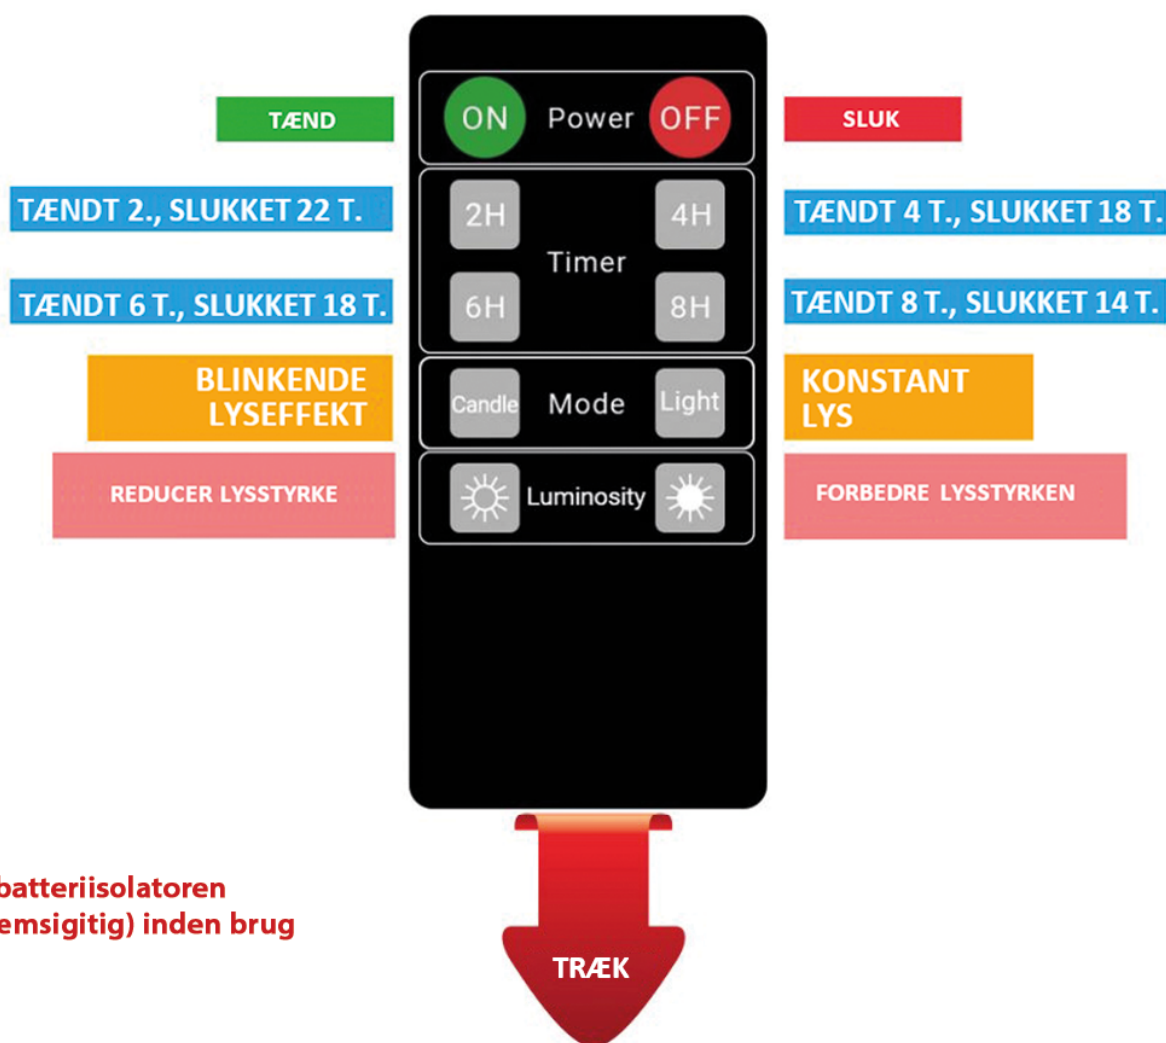 TÆND
ON Power OFF
SLUK
TÆNDT 2., SLUKKET 22 T.
2H
4H
TÆNDT 4 T., SLUKKET 18 T.
Timer
TÆNDT 6 T., SLUKKET 18 T.
6H
8H
TÆNDT 8 T., SLUKKET 14 T.
BLINKENDE
LYSEFFEKT
Candle Mode Light
KONSTANT
LYS
REDUCER LYSSTYRKE
Luminosity
FORBEDRE LYSSTYRKEN
batteriisolatoren
emsigitig) inden brug
TRÆK